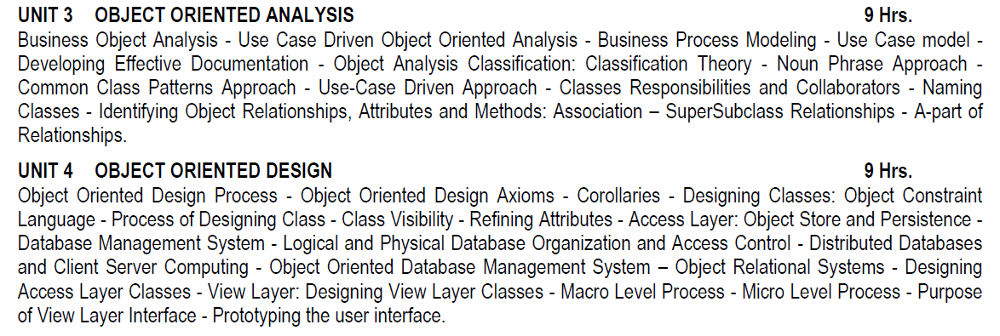 UNIT 3 OBJECT ORIENTED ANALYSIS 9 Hrs.
Business Object Analysis - Use Case Driven Object Oriented Analysis - Business Process Modeling - Use Case model -
Developing Effective Documentation - Object Analysis Classification: Classification Theory - Noun Phrase Approach -
Common Class Patterns Approach - Use-Case Driven Approach - Classes Responsibilities and Collaborators - Naming
Classes - Identifying Object Relationships, Attributes and Methods: Association – SuperSubclass Relationships - A-part of
Relationships.
UNIT 4 OBJECT ORIENTED DESIGN 9 Hrs.
Object Oriented Design Process - Object Oriented Design Axioms - Corollaries - Designing Classes: Object Constraint
Language - Process of Designing Class - Class Visibility - Refining Attributes - Access Layer: Object Store and Persistence -
Database Management System - Logical and Physical Database Organization and Access Control - Distributed Databases
and Client Server Computing - Object Oriented Database Management System – Object Relational Systems - Designing
Access Layer Classes - View Layer: Designing View Layer Classes - Macro Level Process - Micro Level Process - Purpose
of View Layer Interface - Prototyping the user interface.